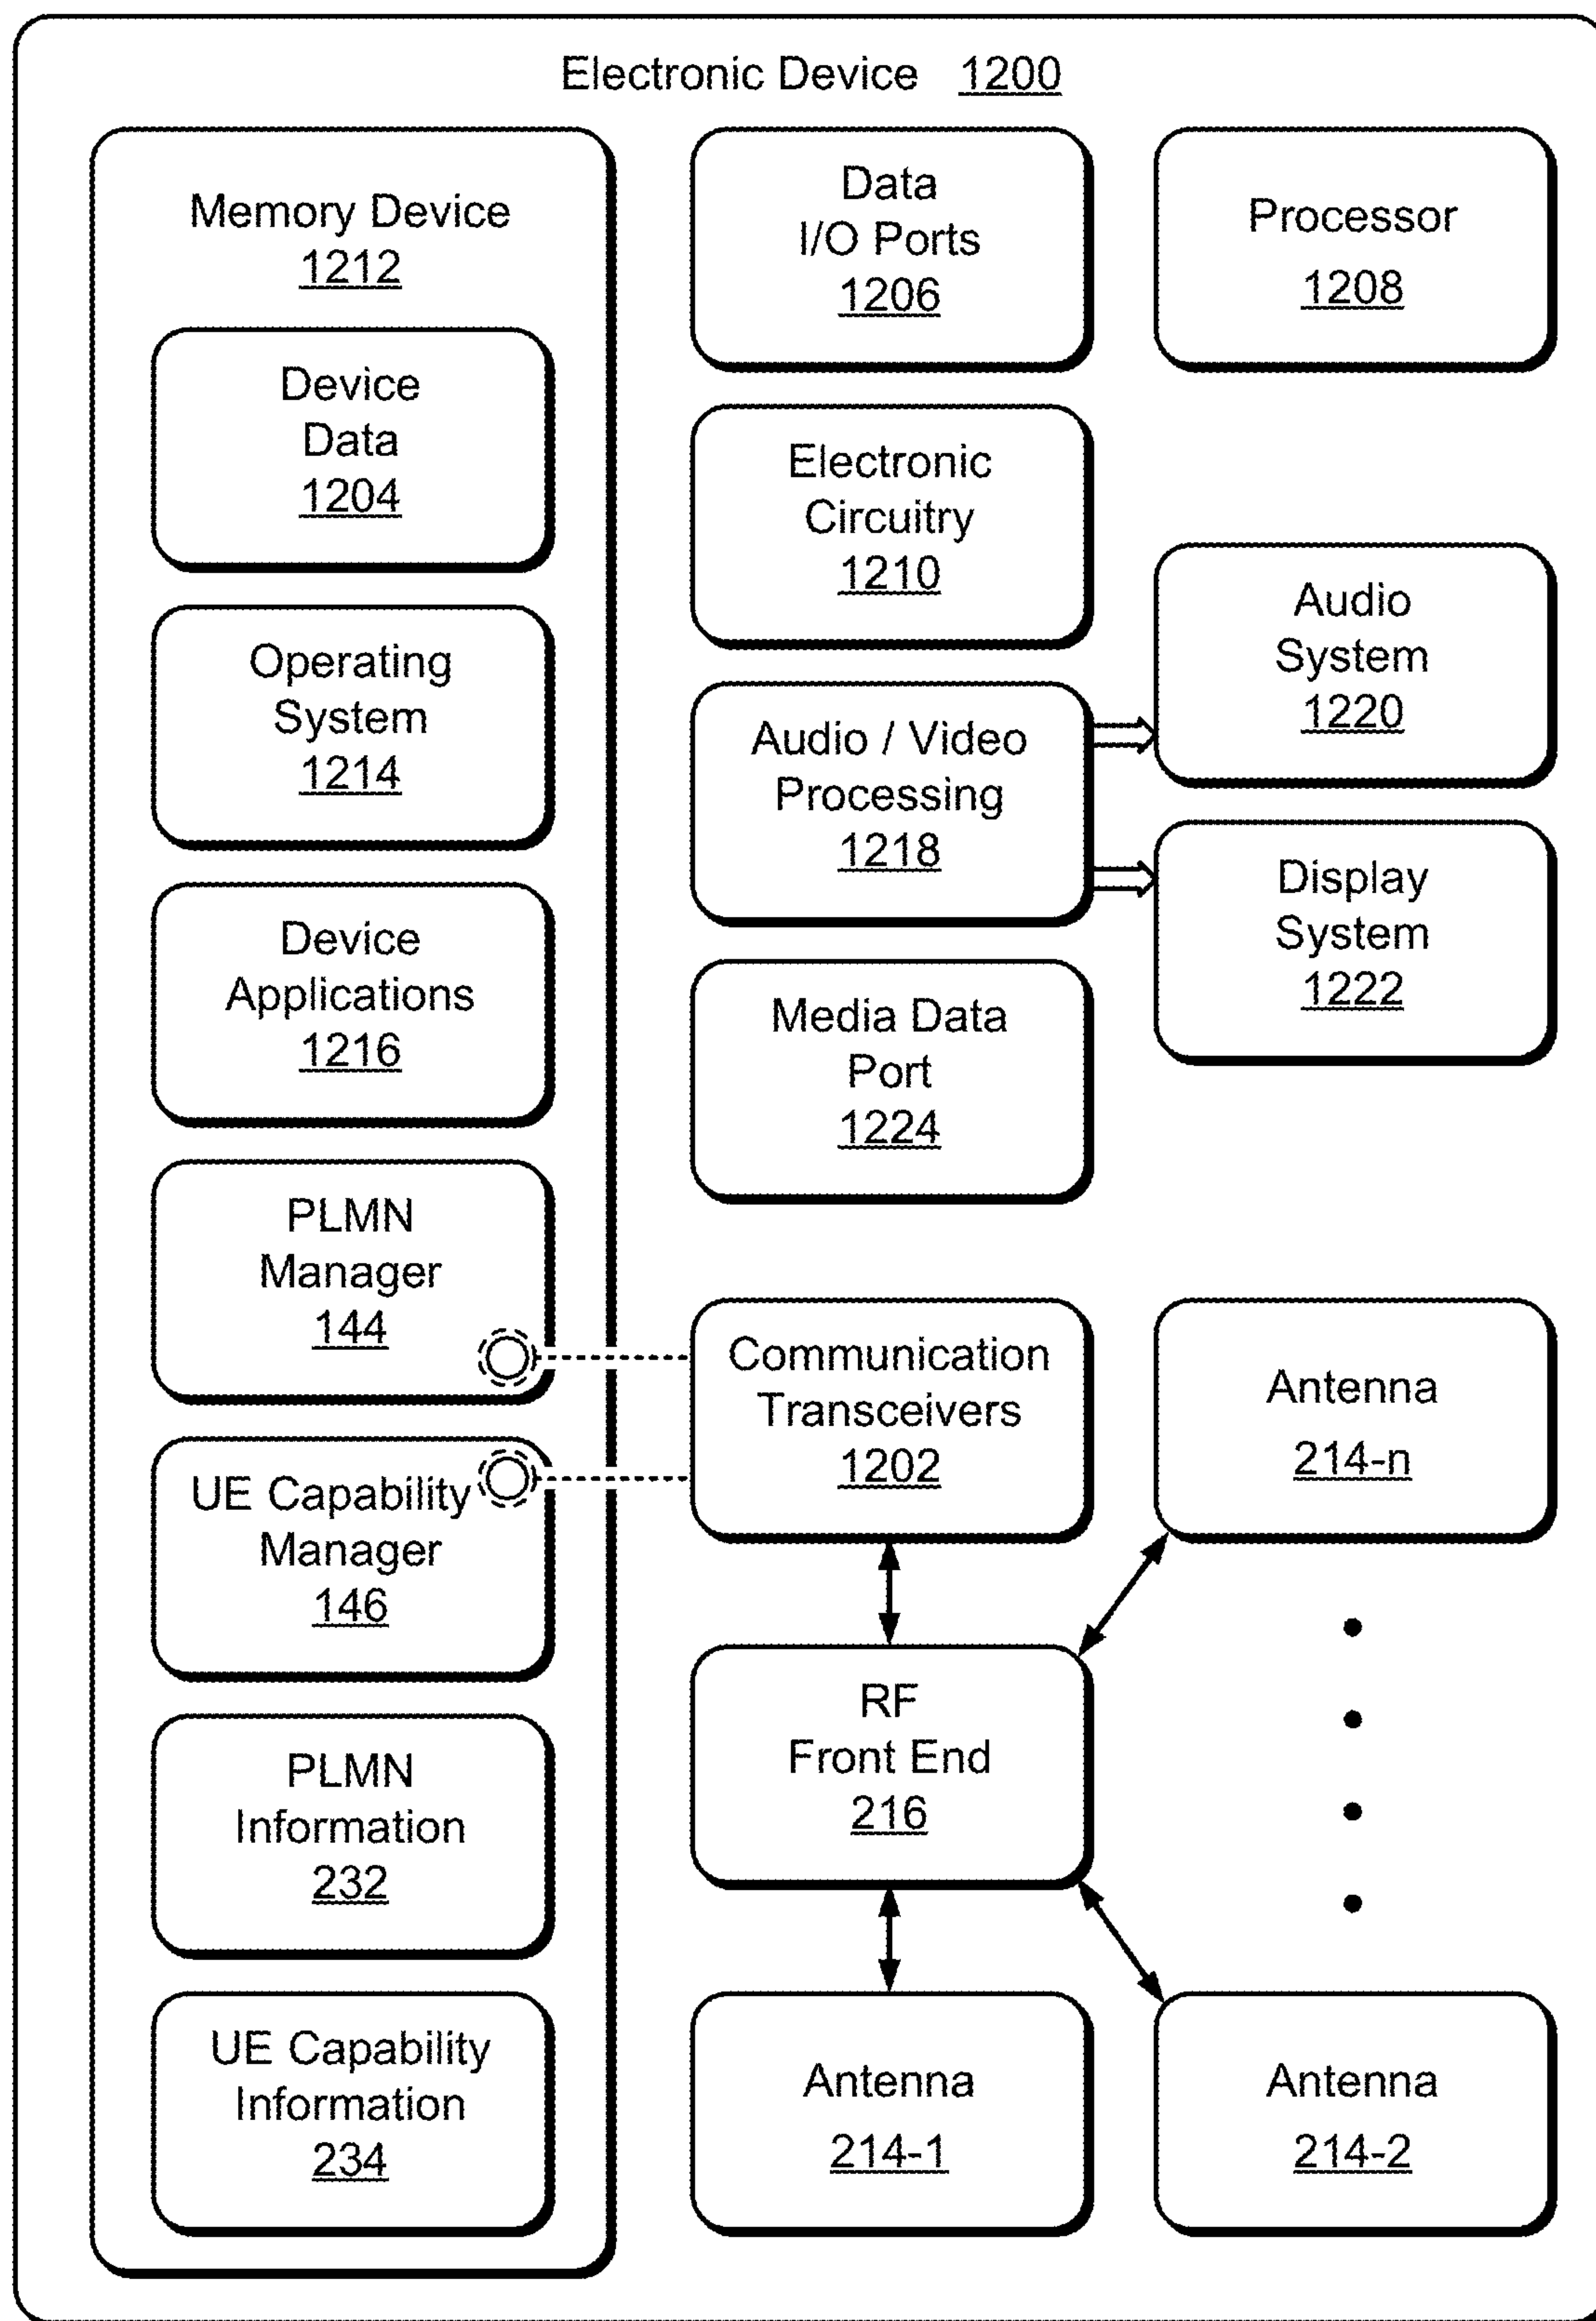 Electronic Device 1200
Memory Device
1212
Device
Data
1204
Operating
System
1214
Device
Applications
1216
PLMN
Manager
144
UE Capability
Manager
146
PLMN
Information
232
UE Capability
Information
234
Data
I/O Ports
1206
Processor
1208
Electronic
Circuitry
1210
Audio / Video
Processing
1218
Audio
System
1220
Display
System
1222
Media Data
Port
1224
Communication
Transceivers
1202
Antenna
214-n
RF
Front End
216
Antenna
214-1
Antenna
214-2